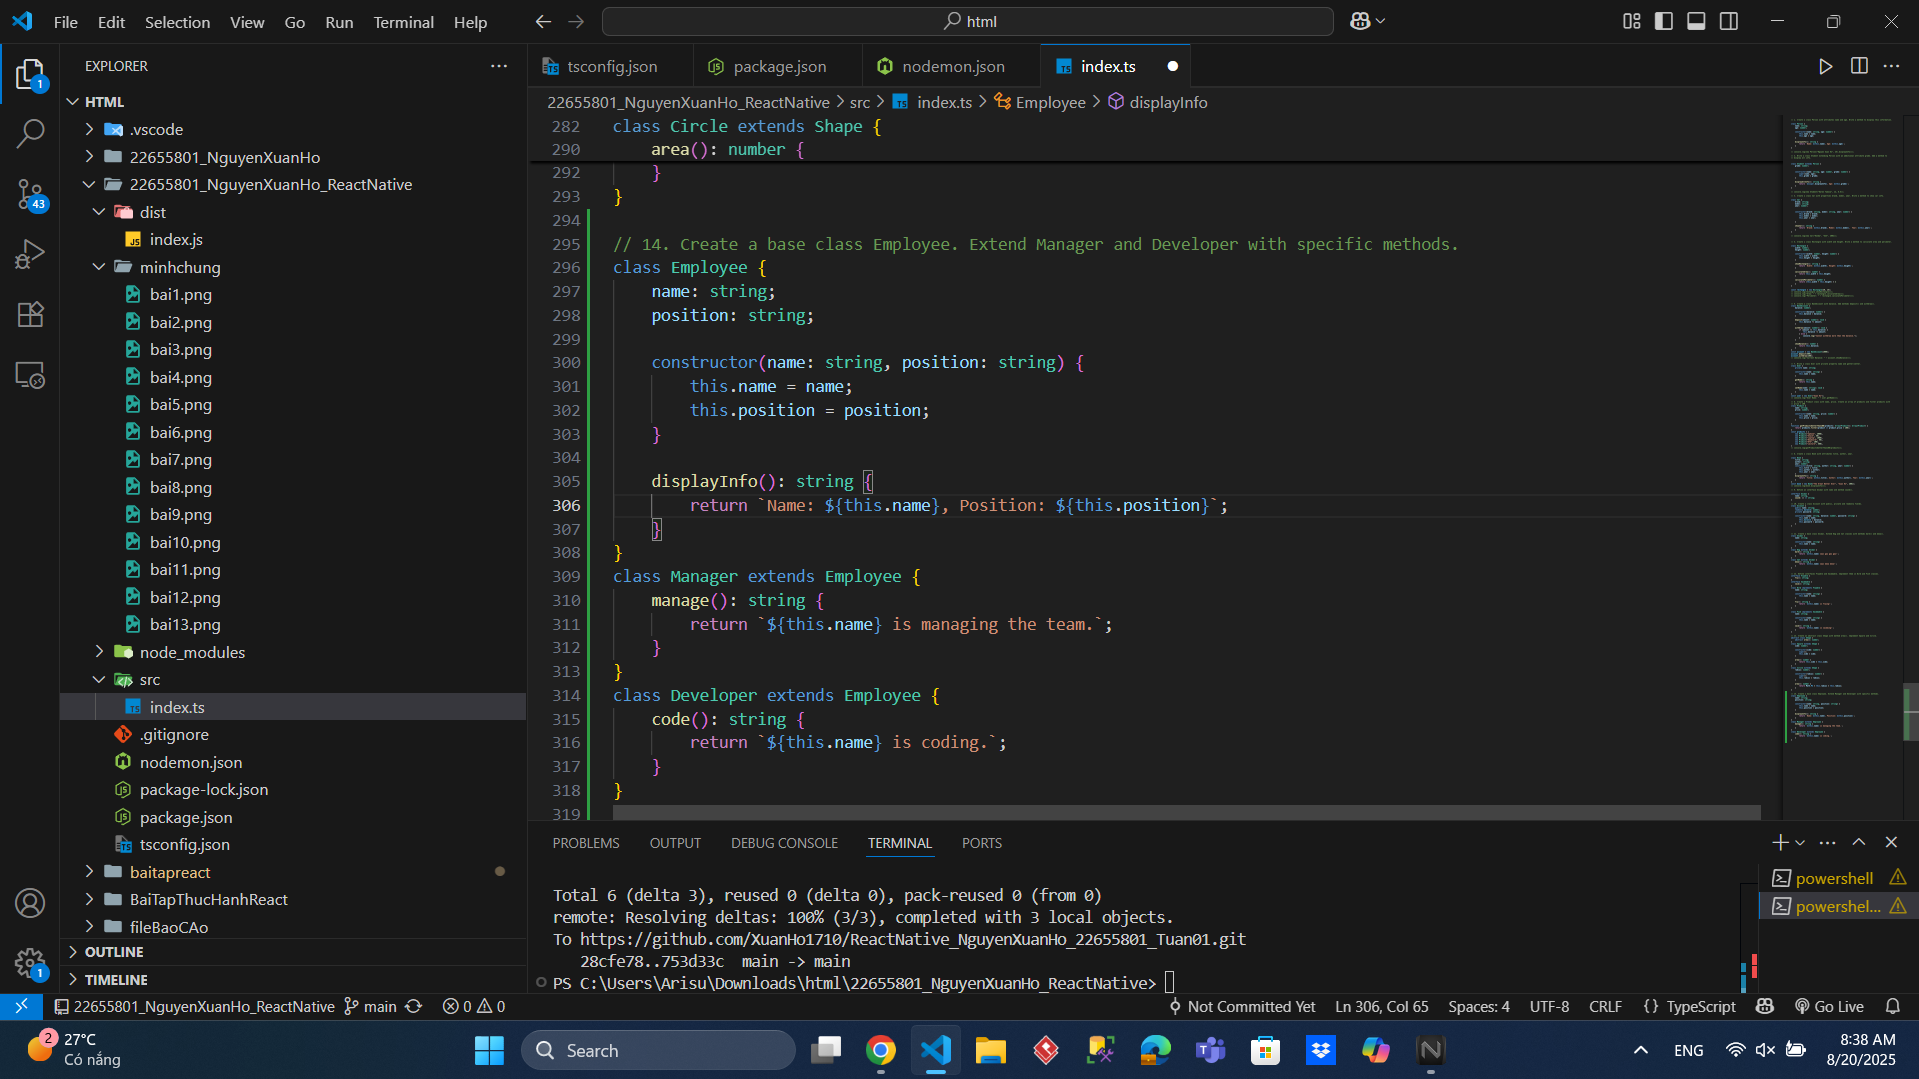 File Edit Selection View Go Run Terminal Help
html
EXPLORER
HTML
.vscode
22655801_NguyenXuanHo
22655801_NguyenXuanHo_ReactNative
dist
index.js
minhchung
bai1.png
bai2.png
bai3.png
bai4.png
bai5.png
bai6.png
bai7.png
bai8.png
bai9.png
bai10.png
bai11.png
bai12.png
bai13.png
node_modules
src
index.ts
.gitignore
nodemon.json
package-lock.json
package.json
tsconfig.json
baitapreact
BaiTapThucHanhReact
fileBaoCAo
OUTLINE
TIMELINE
1
43
1
tsconfig.json package.json nodemon.json index.ts
22655801_NguyenXuanHo_ReactNative > src > index.ts > Employee > displayInfo
282 class Circle extends Shape {
290 area(): number {
292 }
293 }
294
295 // 14. Create a base class Employee. Extend Manager and Developer with specific methods.
296 class Employee {
297 name: string;
298 position: string;
299
300 constructor(name: string, position: string) {
301 this.name = name;
302 this.position = position;
303 }
304
305 displayInfo(): string {
306 return `Name: ${this.name}, Position: ${this.position}`;
307 }
308 }
309 class Manager extends Employee {
310 manage(): string {
311 return `${this.name} is managing the team.`;
312 }
313 }
314 class Developer extends Employee {
315 code(): string {
316 return `${this.name} is coding.`;
317 }
318 }
319
PROBLEMS OUTPUT DEBUG CONSOLE TERMINAL PORTS
Total 6 (delta 3), reused 0 (delta 0), pack-reused 0 (from 0)
remote: Resolving deltas: 100% (3/3), completed with 3 local objects.
To https://github.com/XuanHo1710/ReactNative_NguyenXuanHo_22655801_Tuan01.git
28cfe78..753d33c main -> main
PS C:\Users\Arisu\Downloads\html\22655801_NguyenXuanHo_ReactNative>
powershell
powershel...
22655801_NguyenXuanHo_ReactNative main 0 0 Not Committed Yet Ln 306, Col 65 Spaces: 4 UTF-8 CRLF {} TypeScript Go Live
2
27°C
Có nắng
Search
ENG
8:38 AM
8/20/2025